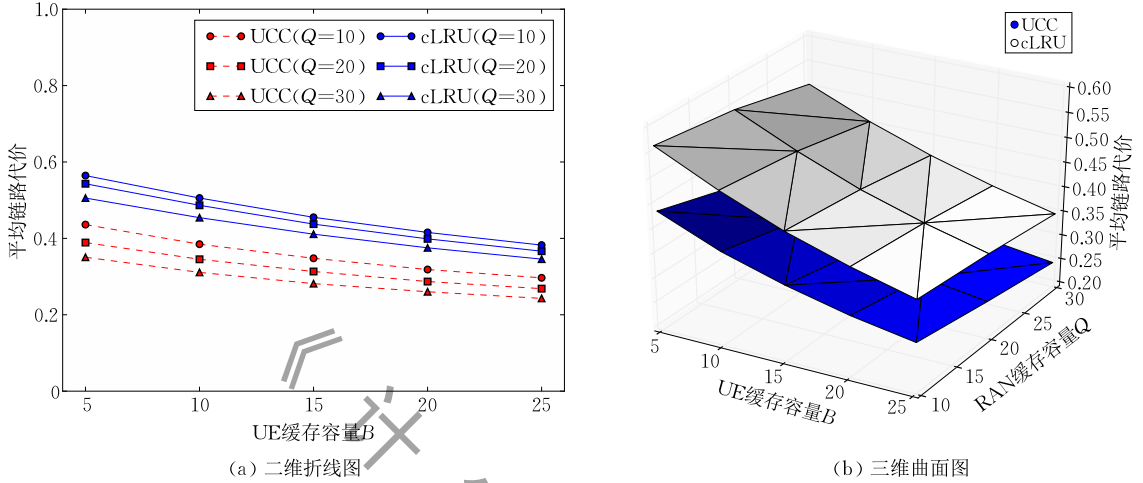 1.0
0.8
0.6
0.4
0.2
0
5 10 15 20 25
平均链路代价
UE缓存容量B
UCC(Q=10) cLRU(Q=10)
UCC(Q=20) cLRU(Q=20)
UCC(Q=30) cLRU(Q=30)
(a) 二维折线图
UCC
cLRU
0.60
0.55
0.50
0.45
0.40
0.35
0.30
0.25
0.20
平均链路代价
5 10 15 20 25
UE缓存容量B
10 15 20 25 30
RAN缓存容量Q
(b) 三维曲面图